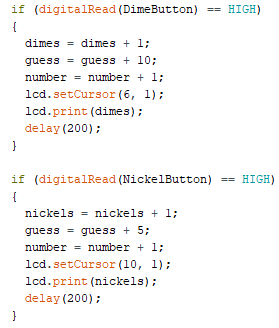 if (digitalRead(DimeButton) == HIGH)
{
  dimes = dimes + 1;
  guess = guess + 10;
  number = number + 1;
  lcd.setCursor(6, 1);
  lcd.print(dimes);
  delay(200);
}

if (digitalRead(NickelButton) == HIGH)
{
  nickels = nickels + 1;
  guess = guess + 5;
  number = number + 1;
  lcd.setCursor(10, 1);
  lcd.print(nickels);
  delay(200);
}